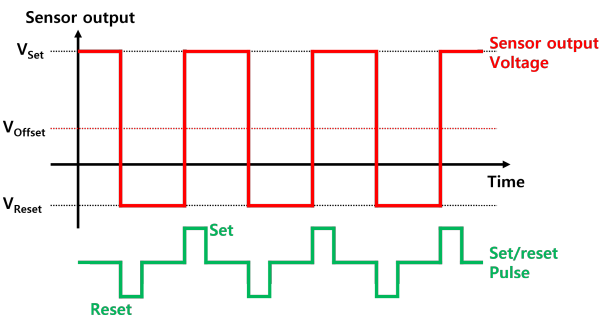 Sensor output
VSet
Sensor output
Voltage
VOffset
Time
VReset
Set
Set/reset
Pulse
Reset